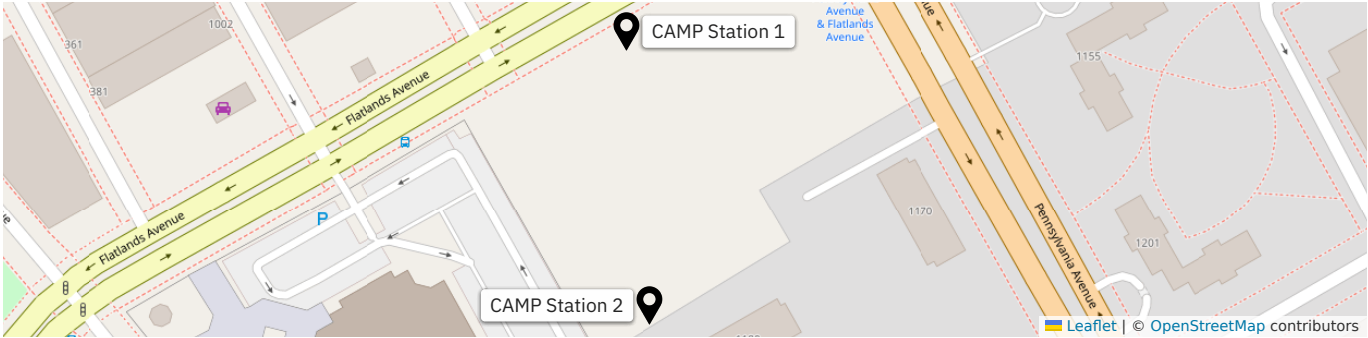 1002
361
381
CAMP Station 1
Avenue
& Flatlands
Avenue
1155
Flatlands Avenue
P
1170
Flatlands Avenue
Pennsylvania Avenue
1201
CAMP Station 2
Leaflet | © OpenStreetMap contributors